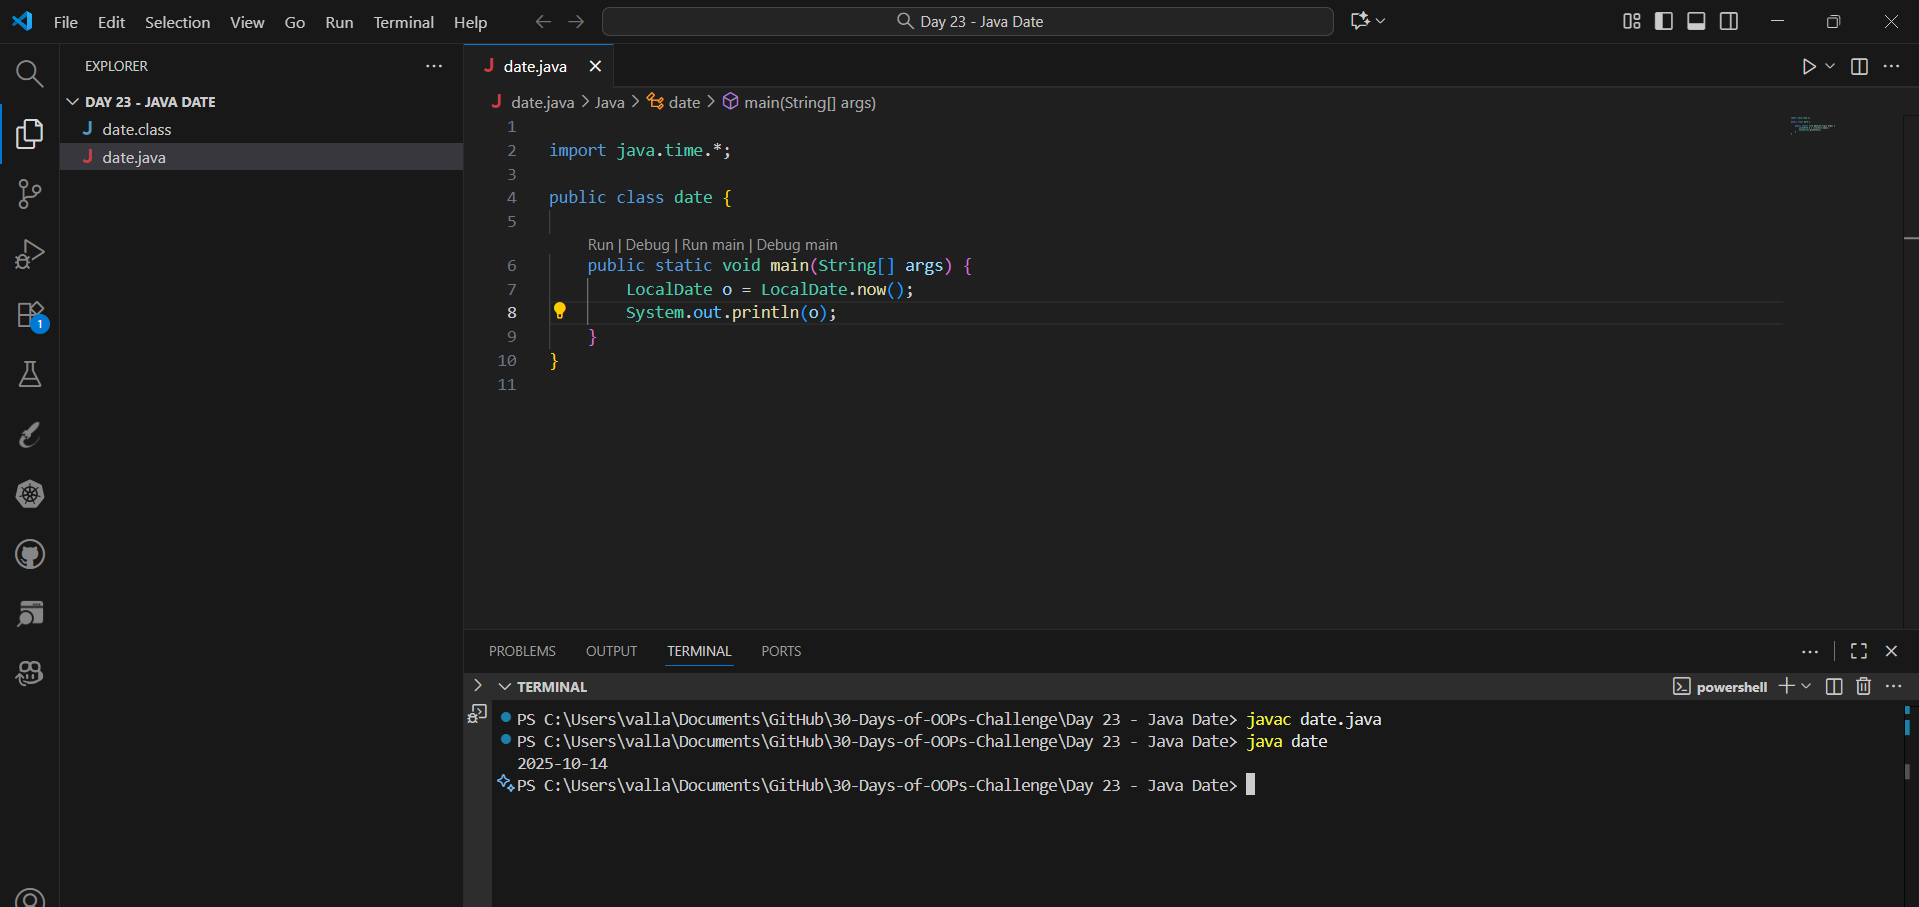 File Edit Selection View Go Run Terminal Help
Day 23 - Java Date
EXPLORER
DAY 23 - JAVA DATE
date.class
date.java
1
date.java
date.java > Java > date > main(String[] args)
1
2 import java.time.*;
3
4 public class date {
5
Run | Debug | Run main | Debug main
6 public static void main(String[] args) {
7 LocalDate o = LocalDate.now();
8 System.out.println(o);
9 }
10 }
11
PROBLEMS OUTPUT TERMINAL PORTS
TERMINAL
powershell
PS C:\Users\valla\Documents\GitHub\30-Days-of-OOPs-Challenge\Day 23 - Java Date> javac date.java
PS C:\Users\valla\Documents\GitHub\30-Days-of-OOPs-Challenge\Day 23 - Java Date> java date
2025-10-14
PS C:\Users\valla\Documents\GitHub\30-Days-of-OOPs-Challenge\Day 23 - Java Date>